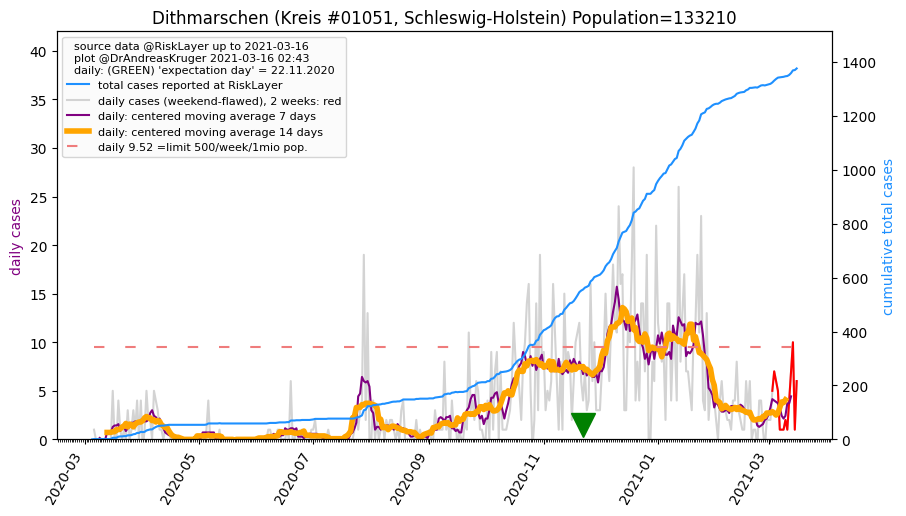 Dithmarschen (Kreis #01051, Schleswig-Holstein) Population=133210
source data @RiskLayer up to 2021-03-16
plot @DrAndreasKruger 2021-03-16 02:43
daily: (GREEN) 'expectation day' = 22.11.2020
total cases reported at RiskLayer
daily cases (weekend-flawed), 2 weeks: red
daily: centered moving average 7 days
daily: centered moving average 14 days
daily 9.52 =limit 500/week/1mio pop.
daily cases
40
35
30
25
20
15
10
5
0
cumulative total cases
1400
1200
1000
800
600
400
200
0
2020-03
2020-05
2020-07
2020-09
2020-11
2021-01
2021-03